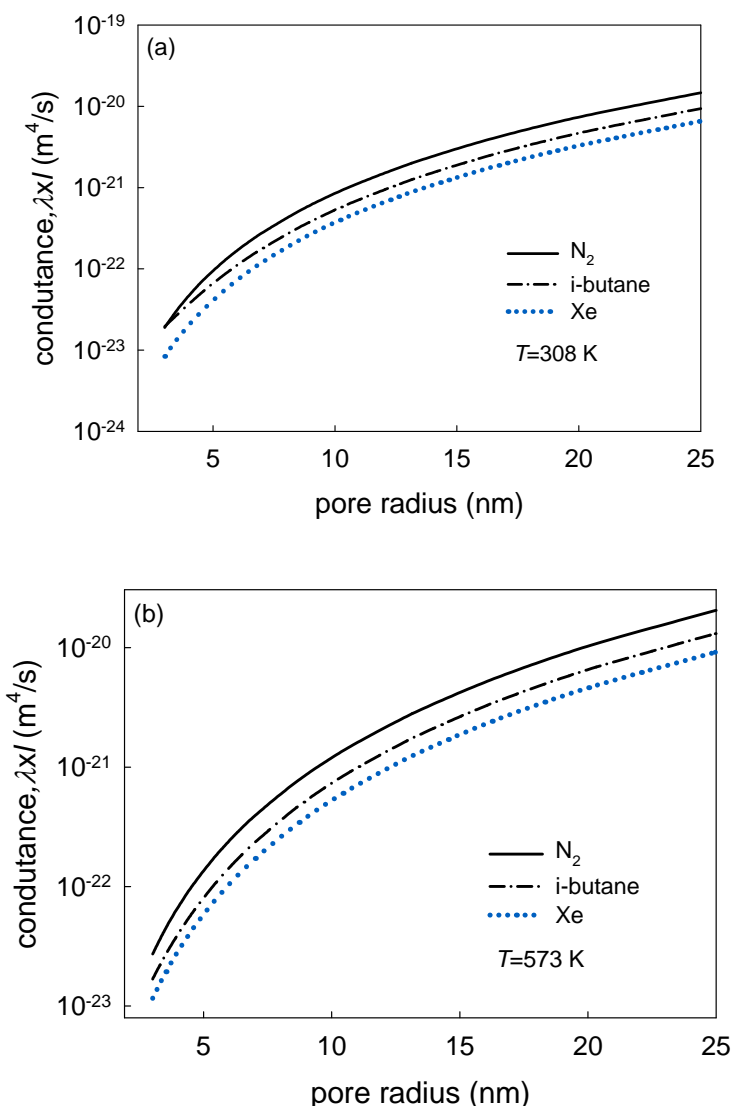 (a)
10⁻¹⁹
10⁻²⁰
10⁻²¹
10⁻²²
10⁻²³
10⁻²⁴
condutance,λxl (m⁴/s)
N₂
i-butane
Xe
T=308 K
5 10 15 20 25
pore radius (nm)
(b)
10⁻²⁰
10⁻²¹
10⁻²²
10⁻²³
condutance,λxl (m⁴/s)
N₂
i-butane
Xe
T=573 K
5 10 15 20 25
pore radius (nm)